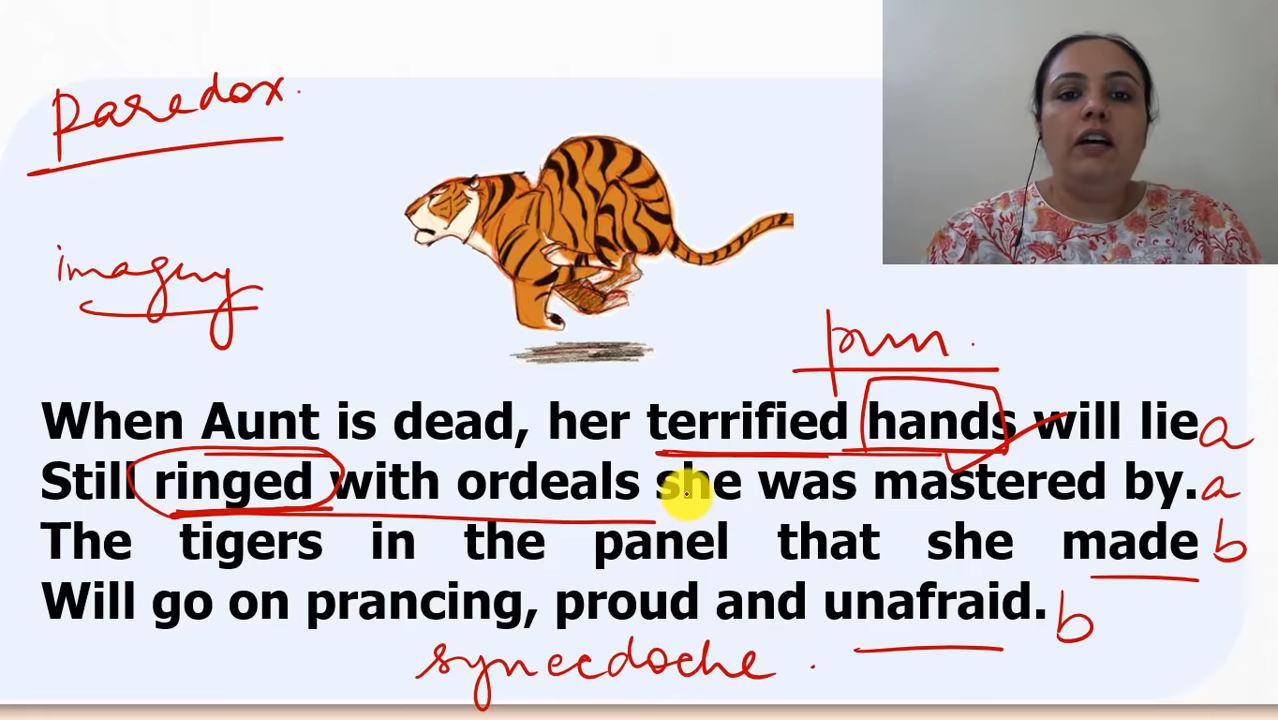 Paredox.
imagery
pun.
When Aunt is dead, her terrified hands will lie a
Still ringed with ordeals she was mastered by. a
The tigers in the panel that she made b
Will go on prancing, proud and unafraid. b
synecdoche.